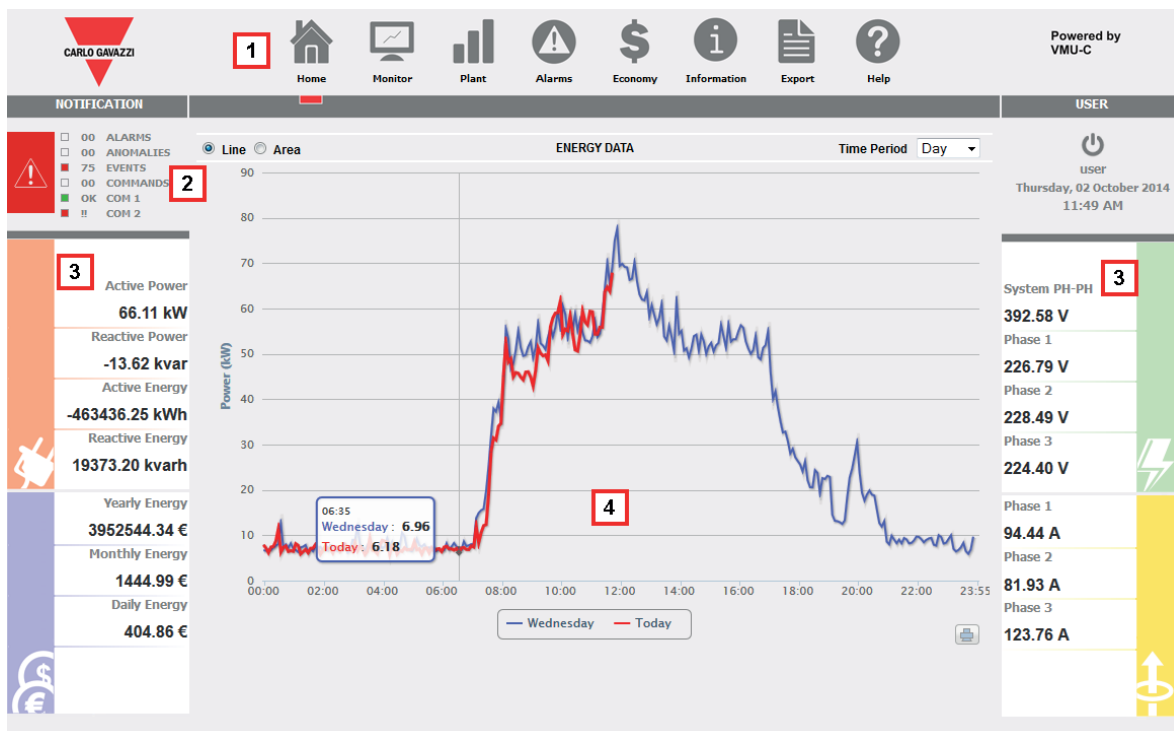 CARLO GAVAZZI
1
Home
Monitor
Plant
Alarms
Economy
Information
Export
Help
Powered by
VMU-C
NOTIFICATION
USER
00 ALARMS
00 ANOMALIES
75 EVENTS
00 COMMANDS
OK COM 1
!! COM 2
2
Line
Area
ENERGY DATA
Time Period Day
user
Thursday, 02 October 2014
11:49 AM
3
Active Power
66.11 kW
Reactive Power
-13.62 kvar
Active Energy
-463436.25 kWh
Reactive Energy
19373.20 kvarh
Yearly Energy
3952544.34 €
Monthly Energy
1444.99 €
Daily Energy
404.86 €
Power (kW)
90
80
70
60
50
40
30
20
10
0
06:35
Wednesday : 6.96
Today : 6.18
4
00:00
02:00
04:00
06:00
08:00
10:00
12:00
14:00
16:00
18:00
20:00
22:00
23:55
Wednesday
Today
3
System PH-PH
392.58 V
Phase 1
226.79 V
Phase 2
228.49 V
Phase 3
224.40 V
Phase 1
94.44 A
Phase 2
81.93 A
Phase 3
123.76 A